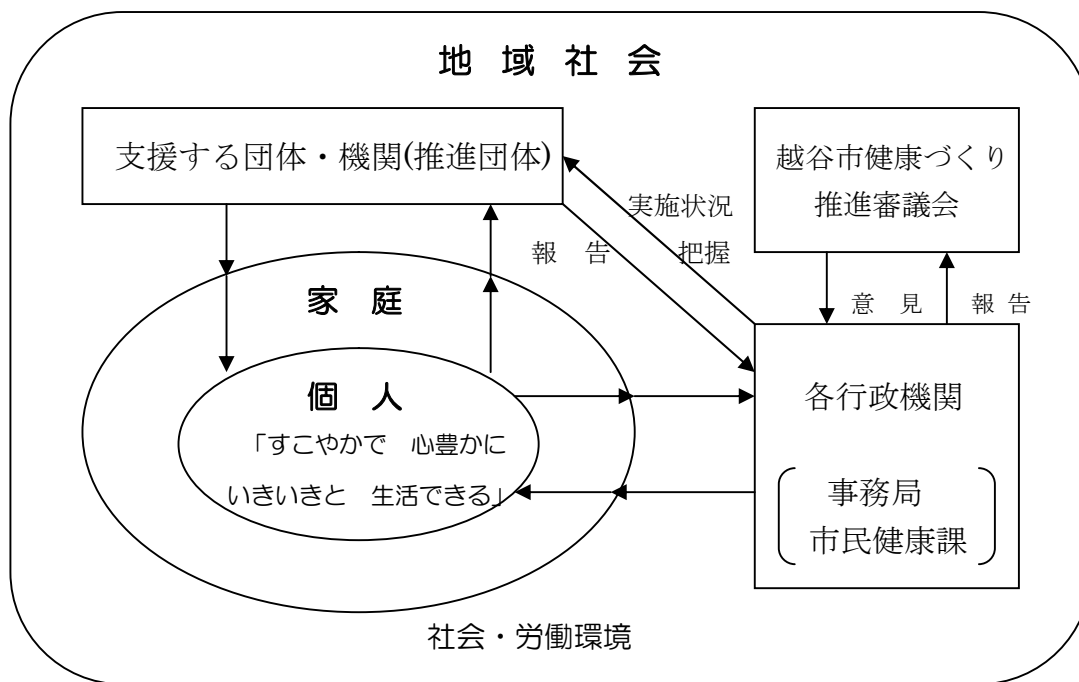 地 域 社 会
支援する団体・機関(推進団体)
越谷市健康づくり
推進審議会
実施状況
把握
報 告
意 見
報 告
家 庭
個 人
「すこやかで 心豊かに
いきいきと 生活できる」
各行政機関
事務局
市民健康課
社会・労働環境